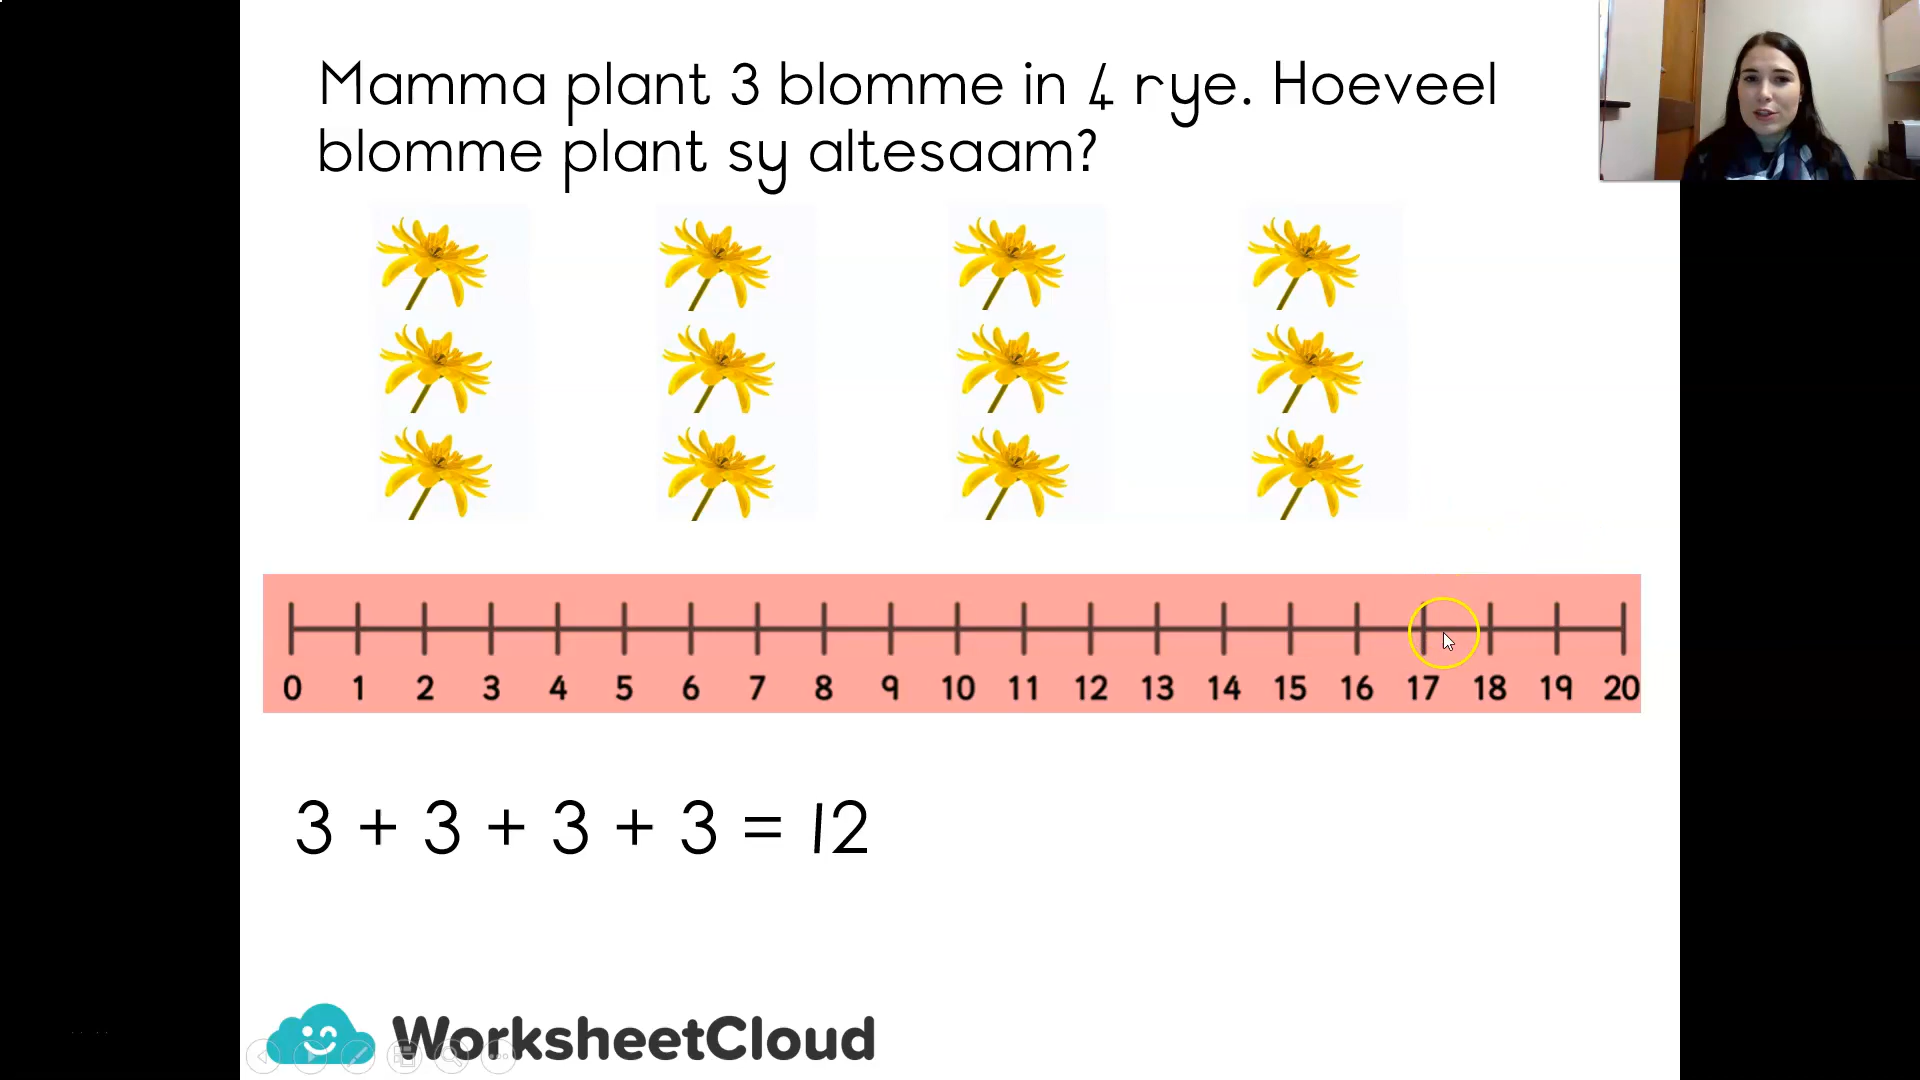 Mamma plant 3 blomme in 4 rye. Hoeveel
blomme plant sy altesaam?
0 1 2 3 4 5 6 7 8 9 10 11 12 13 14 15 16 17 18 19 20
3 + 3 + 3 + 3 = 12
WorksheetCloud